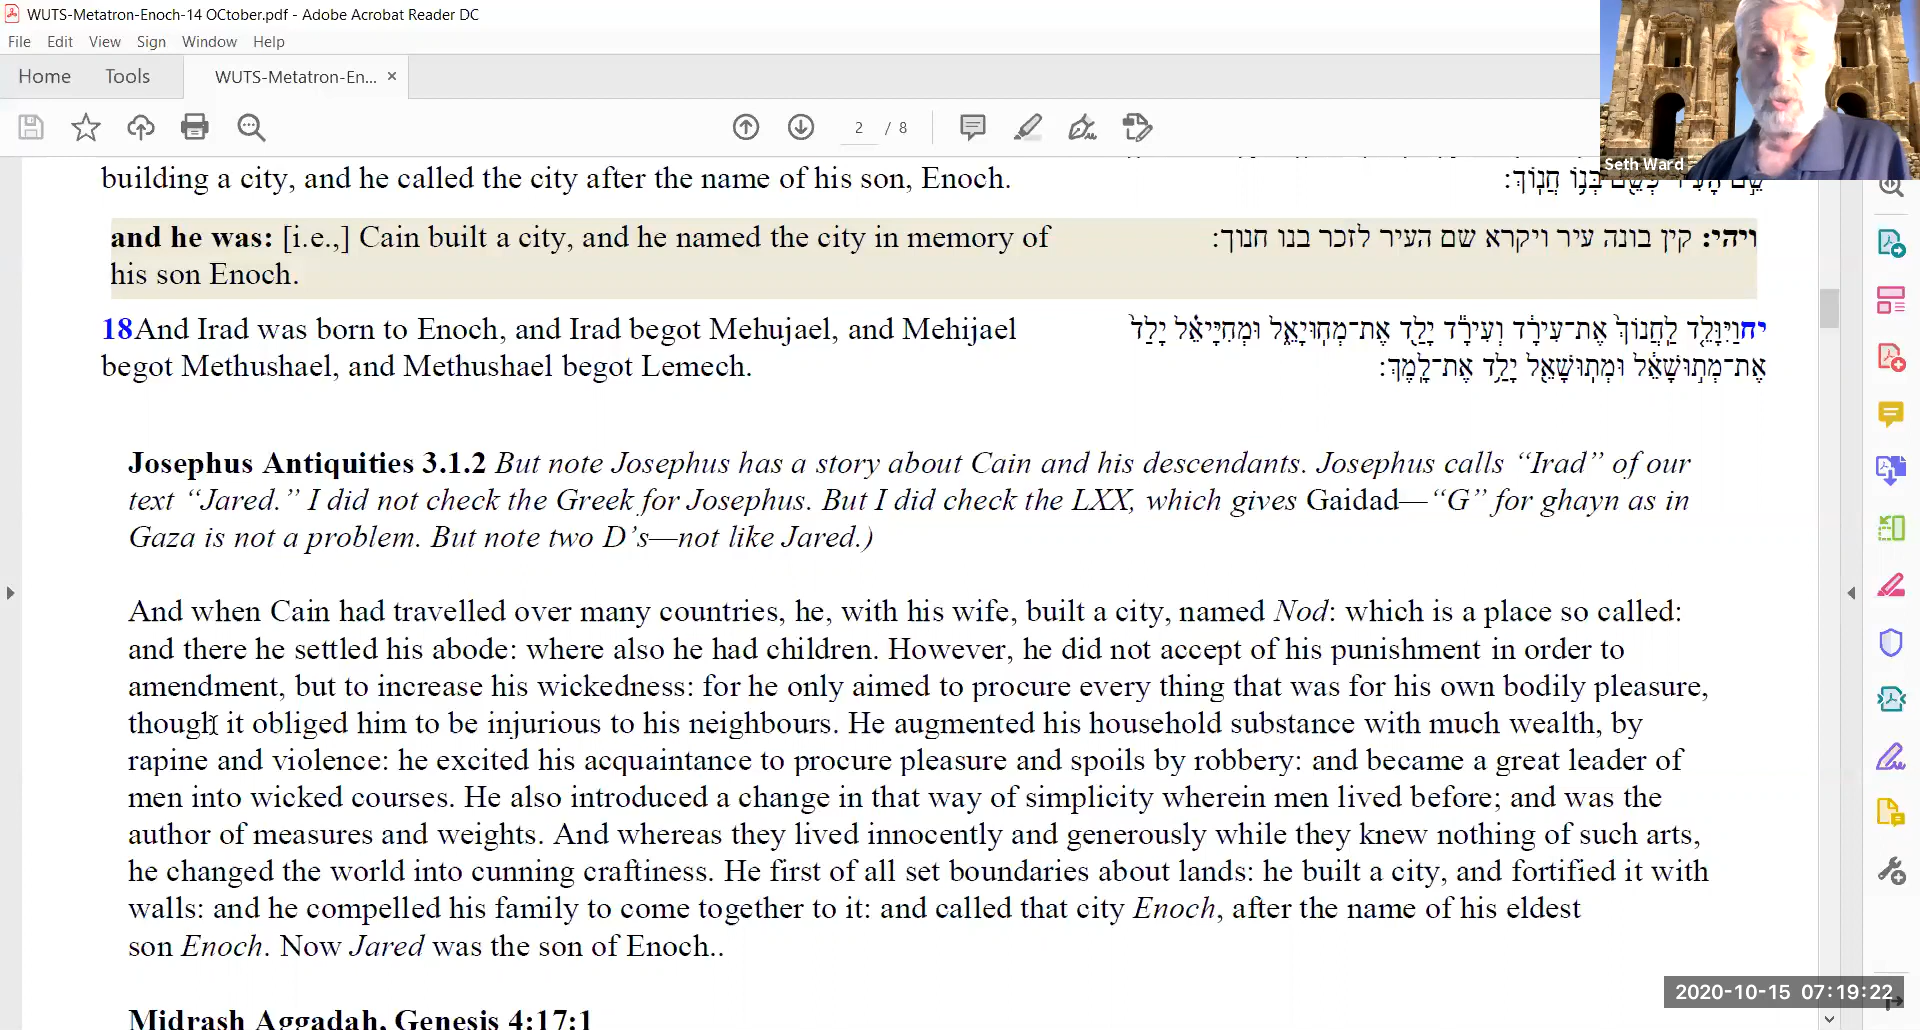 WUTS-Metatron-Enoch-14 OCtober.pdf - Adobe Acrobat Reader DC
File Edit View Sign Window Help
Home Tools WUTS-Metatron-En... ×
2 / 8
Seth Ward
building a city, and he called the city after the name of his son, Enoch.
שֵׁ֣ם הָעִ֔יר כְּשֵׁ֖ם בְּנ֥וֹ חֲנֽוֹךְ:
and he was: [i.e.,] Cain built a city, and he named the city in memory of
his son Enoch.
ויהי: קין בונה עיר ויקרא שם העיר לזכר בנו חנוך:
18And Irad was born to Enoch, and Irad begot Mehujael, and Mehijael
begot Methushael, and Methushael begot Lemech.
יחוַיִּוָּלֵ֤ד לַֽחֲנוֹךְ֙ אֶת־עִירָ֔ד וְעִירָ֕ד יָלַ֖ד אֶת־מְחֽוּיָאֵ֑ל וּמְחִיָּיאֵ֗ל יָלַד֙
אֶת־מְת֣וּשָׁאֵ֔ל וּמְתֽוּשָׁאֵ֖ל יָלַ֥ד אֶת־לָֽמֶךְ:
Josephus Antiquities 3.1.2 But note Josephus has a story about Cain and his descendants. Josephus calls “Irad” of our
text “Jared.” I did not check the Greek for Josephus. But I did check the LXX, which gives Gaidad—“G” for ghayn as in
Gaza is not a problem. But note two D’s—not like Jared.)
And when Cain had travelled over many countries, he, with his wife, built a city, named Nod: which is a place so called:
and there he settled his abode: where also he had children. However, he did not accept of his punishment in order to
amendment, but to increase his wickedness: for he only aimed to procure every thing that was for his own bodily pleasure,
though it obliged him to be injurious to his neighbours. He augmented his household substance with much wealth, by
rapine and violence: he excited his acquaintance to procure pleasure and spoils by robbery: and became a great leader of
men into wicked courses. He also introduced a change in that way of simplicity wherein men lived before; and was the
author of measures and weights. And whereas they lived innocently and generously while they knew nothing of such arts,
he changed the world into cunning craftiness. He first of all set boundaries about lands: he built a city, and fortified it with
walls: and he compelled his family to come together to it: and called that city Enoch, after the name of his eldest
son Enoch. Now Jared was the son of Enoch..
Midrash Aggadah, Genesis 4:17:1
2020-10-15 07:19:22